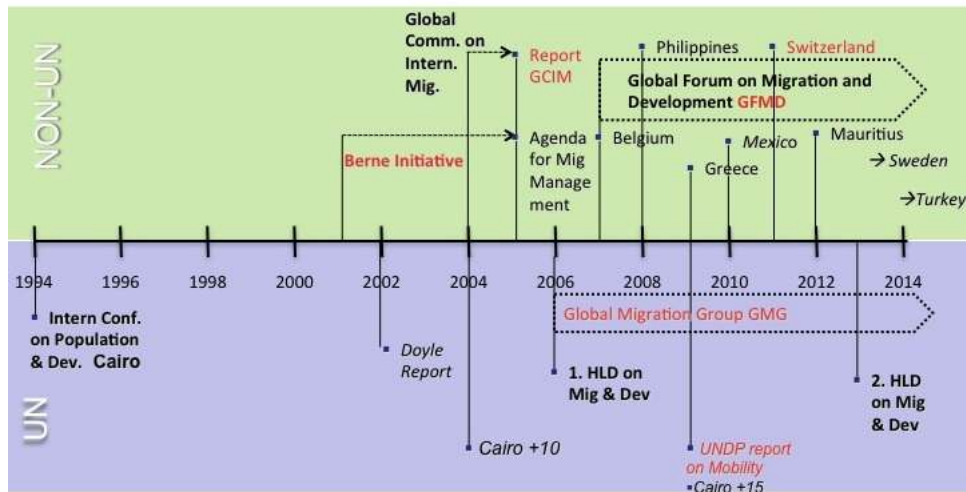 NON-UN
Global
Comm. on
Intern.
Mig.
Report
GCIM
Philippines
Switzerland
Global Forum on Migration and
Development GFMD
Berne Initiative
Agenda
for Mig
Manage
ment
Belgium
Greece
Mexico
Mauritius
→ Sweden
→Turkey
1994 1996 1998 2000 2002 2004 2006 2008 2010 2012 2014
UN
Intern Conf.
on Population
& Dev. Cairo
Doyle
Report
Cairo +10
Global Migration Group GMG
1. HLD on
Mig & Dev
UNDP report
on Mobility
Cairo +15
2. HLD
on Mig
& Dev